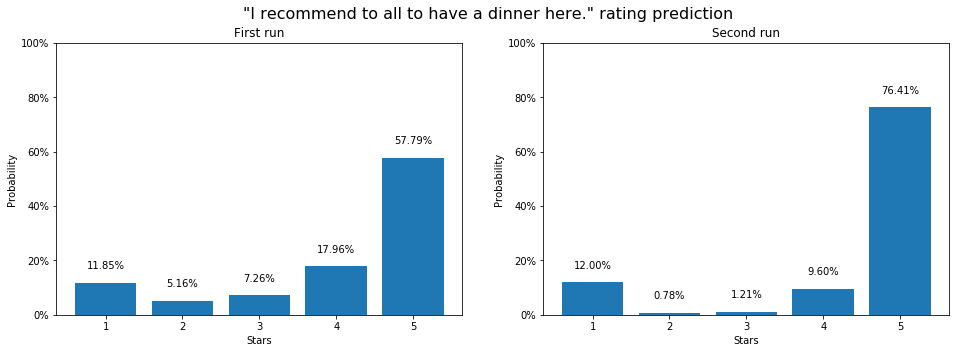 "I recommend to all to have a dinner here." rating prediction
First run
100%
80%
60%
40%
20%
0%
Probability
11.85%
5.16%
7.26%
17.96%
57.79%
1 2 3 4 5
Stars
Second run
100%
80%
60%
40%
20%
0%
Probability
12.00%
0.78%
1.21%
9.60%
76.41%
1 2 3 4 5
Stars